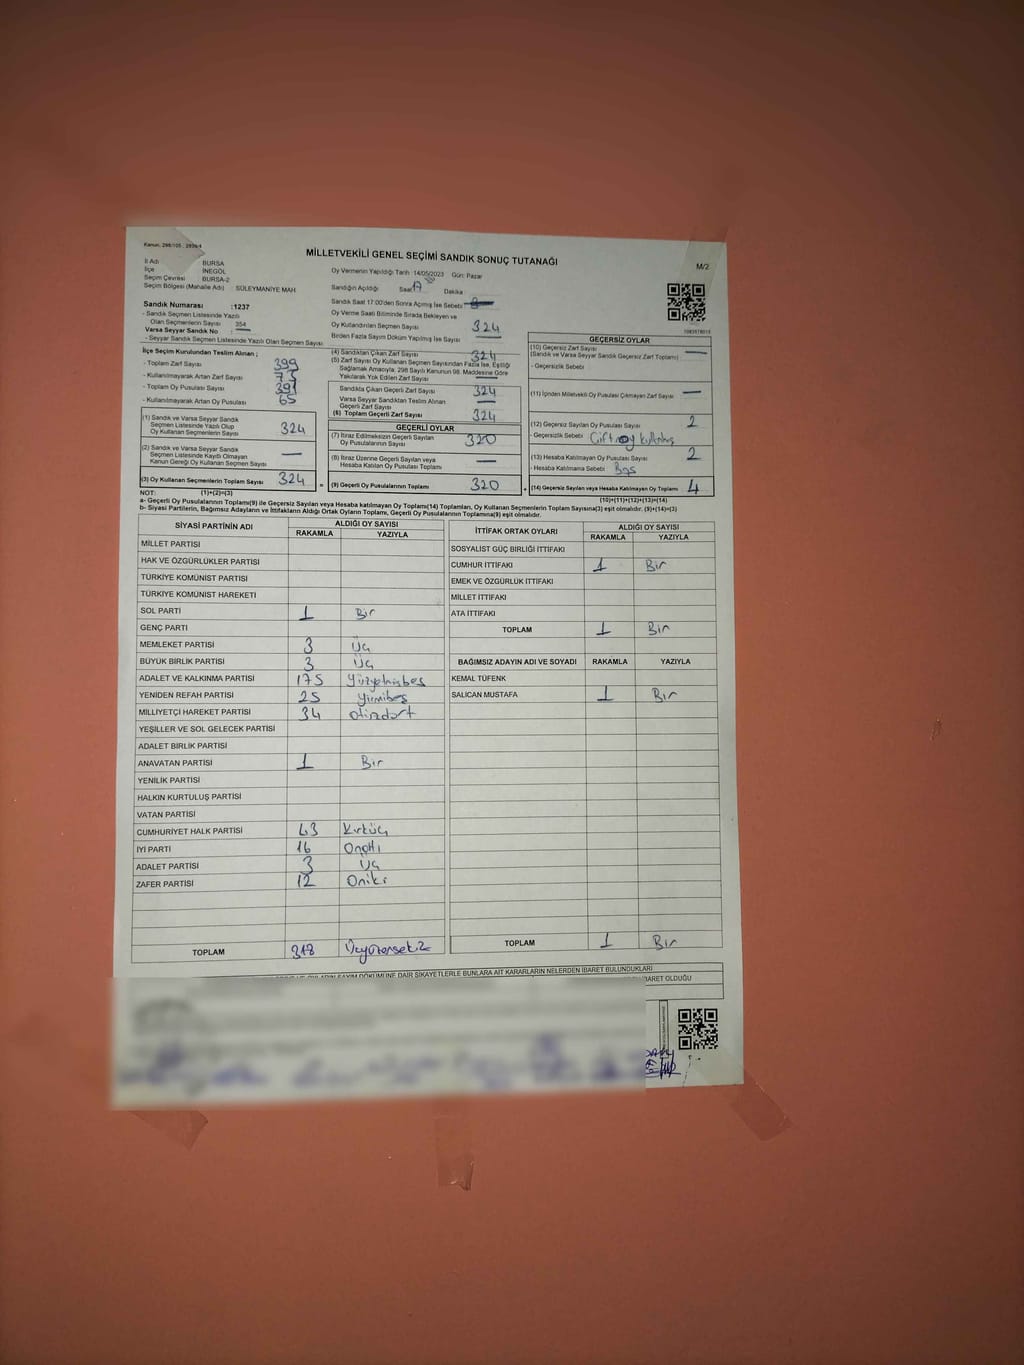 Kanun: 298/105, 2839/4
MİLLETVEKİLİ GENEL SEÇİMİ SANDIK SONUÇ TUTANAĞI
M/2
İl Adı : BURSA
İlçe : İNEGÖL
Seçim Çevresi : BURSA-2
Seçim Bölgesi (Mahalle Adı) : SÜLEYMANİYE MAH.
Sandık Numarası :1237
- Sandık Seçmen Listesinde Yazılı
Olan Seçmenlerin Sayısı : 354
Varsa Seyyar Sandık No : —
- Seyyar Sandık Seçmen Listesinde Yazılı Olan Seçmen Sayısı:
Oy Vermenin Yapıldığı Tarih :14/05/2023 Gün: Pazar
Sandığın Açıldığı Saat 17 Dakika :
Sandık Saat 17:00'den Sonra Açılmış İse Sebebi:
Oy Verme Saati Bitiminde Sırada Bekleyen ve
Oy Kullandırılan Seçmen Sayısı 324
Birden Fazla Sayım Döküm Yapılmış İse Sayısı —
İlçe Seçim Kurulundan Teslim Alınan ;
- Toplam Zarf Sayısı 399
- Kullanılmayarak Artan Zarf Sayısı 73
- Toplam Oy Pusulası Sayısı 391
- Kullanılmayarak Artan Oy Pusulası 65
(1) Sandık ve Varsa Seyyar Sandık
Seçmen Listesinde Yazılı Olup
Oy Kullanan Seçmenlerin Sayısı 324
(2) Sandık ve Varsa Seyyar Sandık
Seçmen Listesinde Kayıtlı Olmayan
Kanun Gereği Oy Kullanan Seçmen Sayısı —
(3) Oy Kullanan Seçmenlerin Toplam Sayısı 324 =
(4) Sandıktan Çıkan Zarf Sayısı 324
(5) Zarf Sayısı Oy Kullanan Seçmen Sayısından Fazla İse, Eşitliği
Sağlamak Amacıyla, 298 Sayılı Kanunun 98. Maddesine Göre
Yakılarak Yok Edilen Zarf Sayısı —
Sandıkta Çıkan Geçerli Zarf Sayısı 324
Varsa Seyyar Sandıktan Teslim Alınan
Geçerli Zarf Sayısı —
(6) Toplam Geçerli Zarf Sayısı 324
GEÇERLİ OYLAR
(7) İtiraz Edilmeksizin Geçerli Sayılan
Oy Pusulalarının Sayısı 320
(8) İtiraz Üzerine Geçerli Sayılan veya
Hesaba Katılan Oy Pusulası Toplamı —
(9) Geçerli Oy Pusulalarının Toplamı 320 +
GEÇERSİZ OYLAR
(10) Geçersiz Zarf Sayısı
(Sandık ve Varsa Seyyar Sandık Geçersiz Zarf Toplamı) —
- Geçersizlik Sebebi
(11) İçinden Milletvekili Oy Pusulası Çıkmayan Zarf Sayısı —
(12) Geçersiz Sayılan Oy Pusulası Sayısı 2
- Geçersizlik Sebebi Çift oy kullanmış
(13) Hesaba Katılmayan Oy Pusulası Sayısı 2
- Hesaba Katılmama Sebebi Boş
(14) Geçersiz Sayılan veya Hesaba Katılmayan Oy Toplamı 4
NOT: (1)+(2)=(3) (10)+(11)+(12)+(13)=(14)
a- Geçerli Oy Pusulalarının Toplamı(9) ile Geçersiz Sayılan veya Hesaba katılmayan Oy Toplamı(14) Toplamları, Oy Kullanan Seçmenlerin Toplam Sayısına(3) eşit olmalıdır. (9)+(14)=(3)
b- Siyasi Partilerin, Bağımsız Adayların ve İttifakların Aldığı Ortak Oyların Toplamı, Geçerli Oy Pusulalarının Toplamına(9) eşit olmalıdır.
SİYASİ PARTİNİN ADI ALDIĞI OY SAYISI
RAKAMLA YAZIYLA
MİLLET PARTİSİ
HAK VE ÖZGÜRLÜKLER PARTİSİ
TÜRKİYE KOMÜNİST PARTİSİ
TÜRKİYE KOMÜNİST HAREKETİ
SOL PARTİ 1 Bir
GENÇ PARTİ
MEMLEKET PARTİSİ 3 Üç
BÜYÜK BİRLİK PARTİSİ 3 Üç
ADALET VE KALKINMA PARTİSİ 175 Yüzyetmişbeş
YENİDEN REFAH PARTİSİ 25 Yirmibeş
MİLLİYETÇİ HAREKET PARTİSİ 34 otuzdört
YEŞİLLER VE SOL GELECEK PARTİSİ
ADALET BİRLİK PARTİSİ
ANAVATAN PARTİSİ 1 Bir
YENİLİK PARTİSİ
HALKIN KURTULUŞ PARTİSİ
VATAN PARTİSİ
CUMHURİYET HALK PARTİSİ 43 Kırküç
İYİ PARTİ 16 Onaltı
ADALET PARTİSİ 3 Üç
ZAFER PARTİSİ 12 Oniki
TOPLAM 318 Üçyüzonsekiz
İTTİFAK ORTAK OYLARI ALDIĞI OY SAYISI
RAKAMLA YAZIYLA
SOSYALİST GÜÇ BİRLİĞİ İTTİFAKI
CUMHUR İTTİFAKI 1 Bir
EMEK VE ÖZGÜRLÜK İTTİFAKI
MİLLET İTTİFAKI
ATA İTTİFAKI
TOPLAM 1 Bir
BAĞIMSIZ ADAYIN ADI VE SOYADI RAKAMLA YAZIYLA
KEMAL TÜFENK
SALİCAN MUSTAFA 1 Bir
TOPLAM 1 Bir
DÖKÜMÜNE DAİR ŞİKAYETLERLE BUNLARA AİT KARARLARIN NELERDEN İBARET BULUNDUKLARI
İBARET OLDUĞU